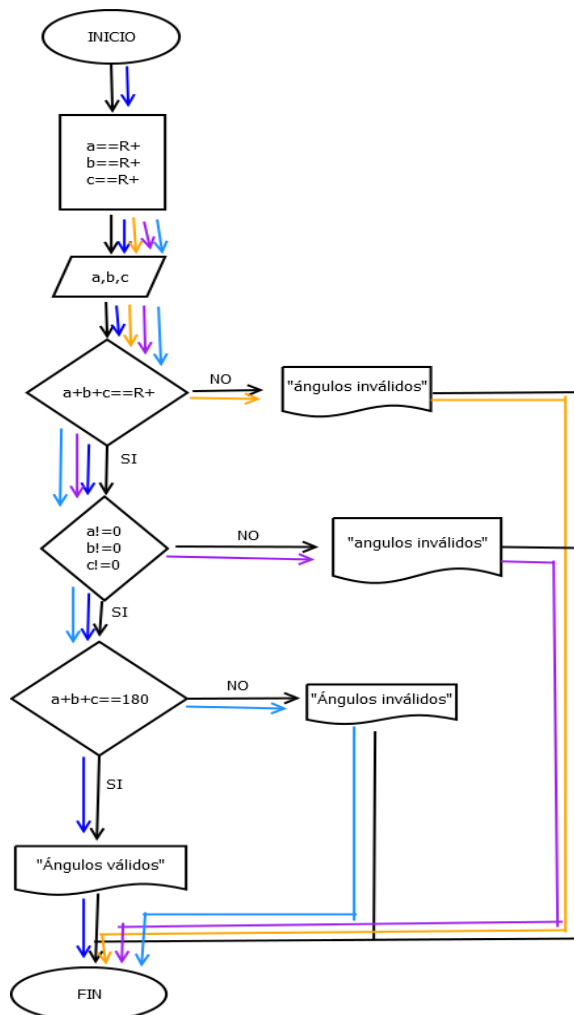 INICIO
a==R+
b==R+
c==R+
a,b,c
a+b+c==R+
NO
"ángulos inválidos"
SI
a!=0
b!=0
c!=0
NO
"angulos inválidos"
SI
a+b+c==180
NO
"Ángulos inválidos"
SI
"Ángulos válidos"
FIN